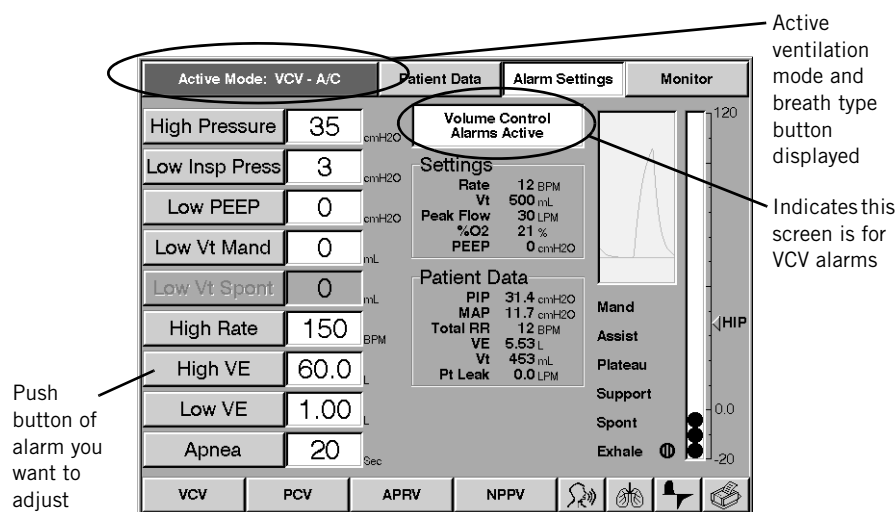 Active
ventilation
mode and
breath type
button
displayed
Indicates this
screen is for
VCV alarms
Push
button of
alarm you
want to
adjust
Active Mode: VCV - A/C
Patient Data
Alarm Settings
Monitor
High Pressure 35 cmH2O
Low Insp Press 3 cmH2O
Low PEEP 0 cmH2O
Low Vt Mand 0 mL
Low Vt Spont 0 mL
High Rate 150 BPM
High VE 60.0 L
Low VE 1.00 L
Apnea 20 Sec
Volume Control
Alarms Active
Settings
Rate 12 BPM
Vt 500 mL
Peak Flow 30 LPM
%O2 21 %
PEEP 0 cmH2O
Patient Data
PIP 31.4 cmH2O
MAP 11.7 cmH2O
Total RR 12 BPM
VE 5.53 L
Vt 453 mL
Pt Leak 0.0 LPM
Mand
Assist
Plateau
Support
Spont
Exhale
120
HIP
0.0
-20
VCV
PCV
APRV
NPPV